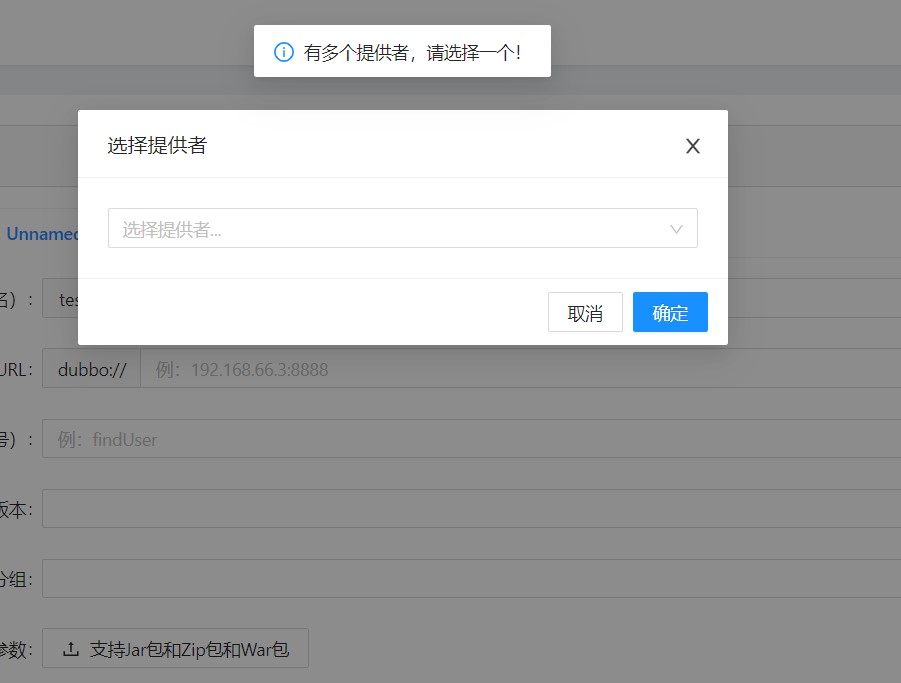 有多个提供者，请选择一个！
选择提供者
选择提供者...
取消 确定
Unnamed
名）： tes
URL： dubbo:// 例：192.168.66.3:8888
号）： 例：findUser
版本：
分组：
参数： 支持Jar包和Zip包和War包